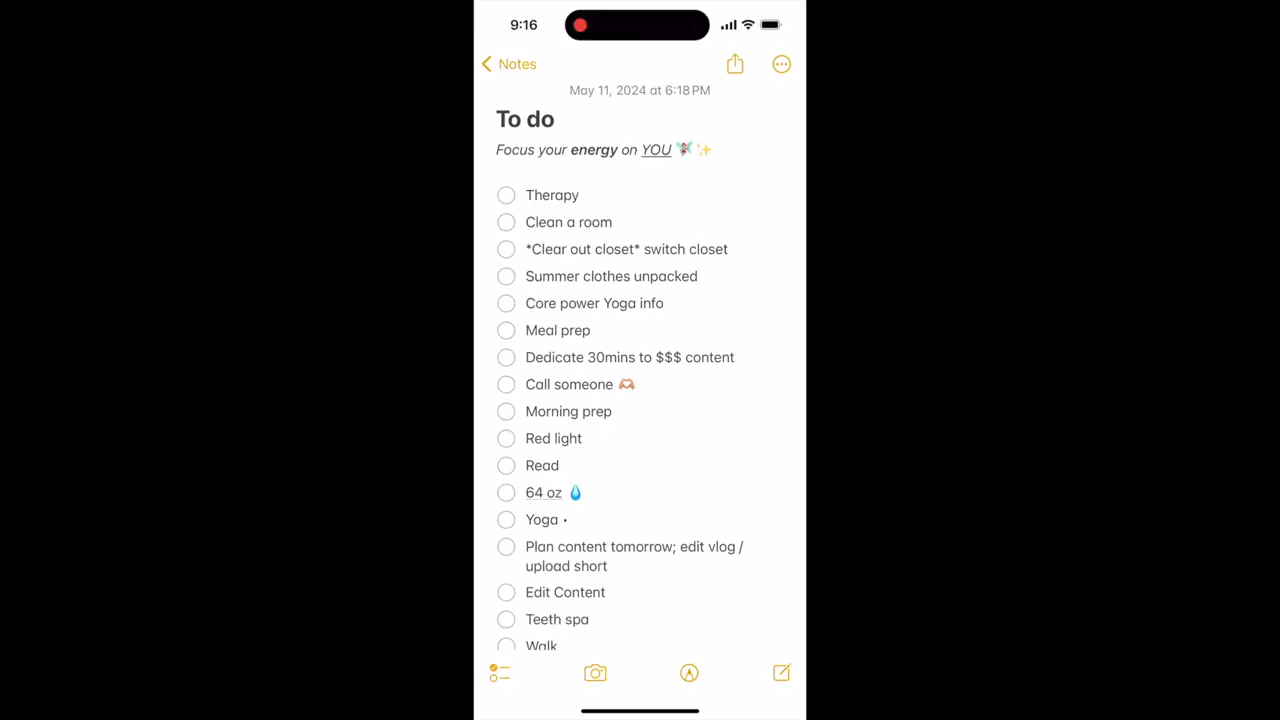 9:16
Notes
May 11, 2024 at 6:18 PM
To do
Focus your energy on YOU 🧚✨
Therapy
Clean a room
*Clear out closet* switch closet
Summer clothes unpacked
Core power Yoga info
Meal prep
Dedicate 30mins to $$$ content
Call someone 🫶🏼
Morning prep
Red light
Read
64 oz 💧
Yoga •
Plan content tomorrow; edit vlog /
upload short
Edit Content
Teeth spa
Walk